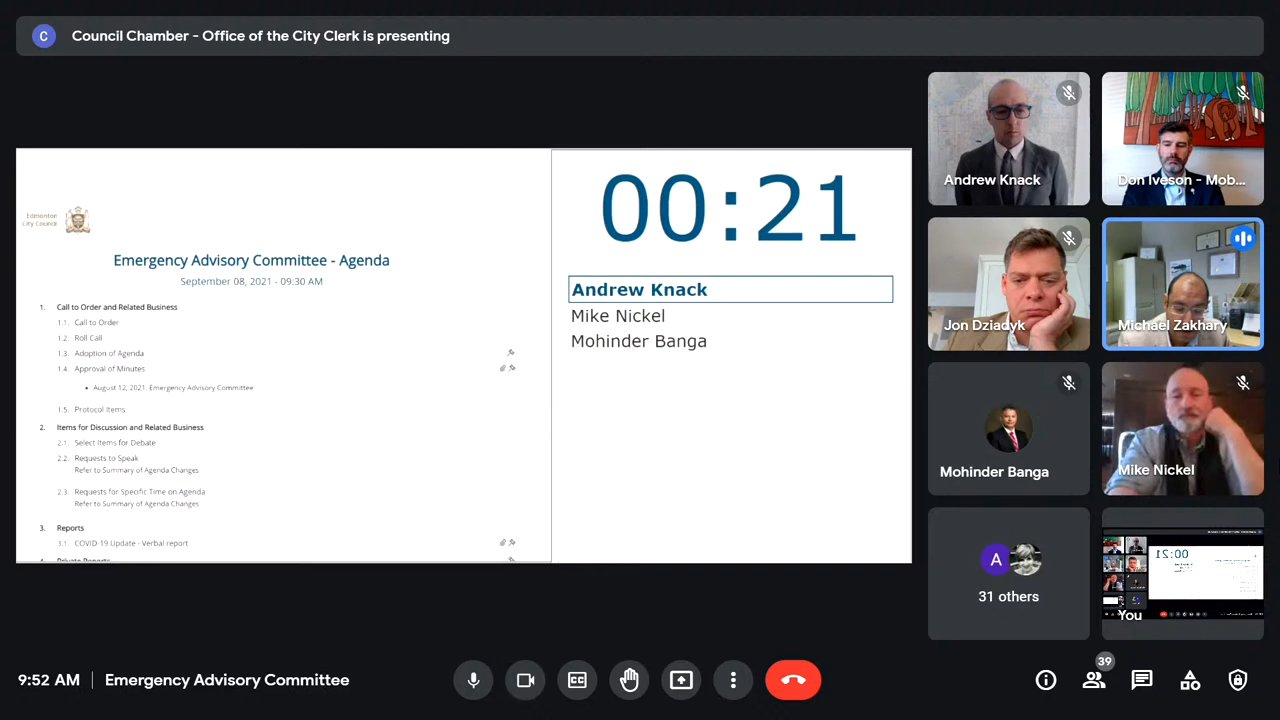 C Council Chamber - Office of the City Clerk is presenting
Edmonton
City Council
Emergency Advisory Committee - Agenda
September 08, 2021 - 09:30 AM
1. Call to Order and Related Business
1.1. Call to Order
1.2. Roll Call
1.3. Adoption of Agenda
1.4. Approval of Minutes
• August 12, 2021, Emergency Advisory Committee
1.5. Protocol Items
2. Items for Discussion and Related Business
2.1. Select Items for Debate
2.2. Requests to Speak
Refer to Summary of Agenda Changes
2.3. Requests for Specific Time on Agenda
Refer to Summary of Agenda Changes
3. Reports
3.1. COVID-19 Update - Verbal report
4. Private Reports
00:21
Andrew Knack
Mike Nickel
Mohinder Banga
Andrew Knack
Don Iveson - Mob...
Jon Dziadyk
Michael Zakhary
Mohinder Banga
Mike Nickel
A
31 others
00:21
You
9:52 AM | Emergency Advisory Committee
39